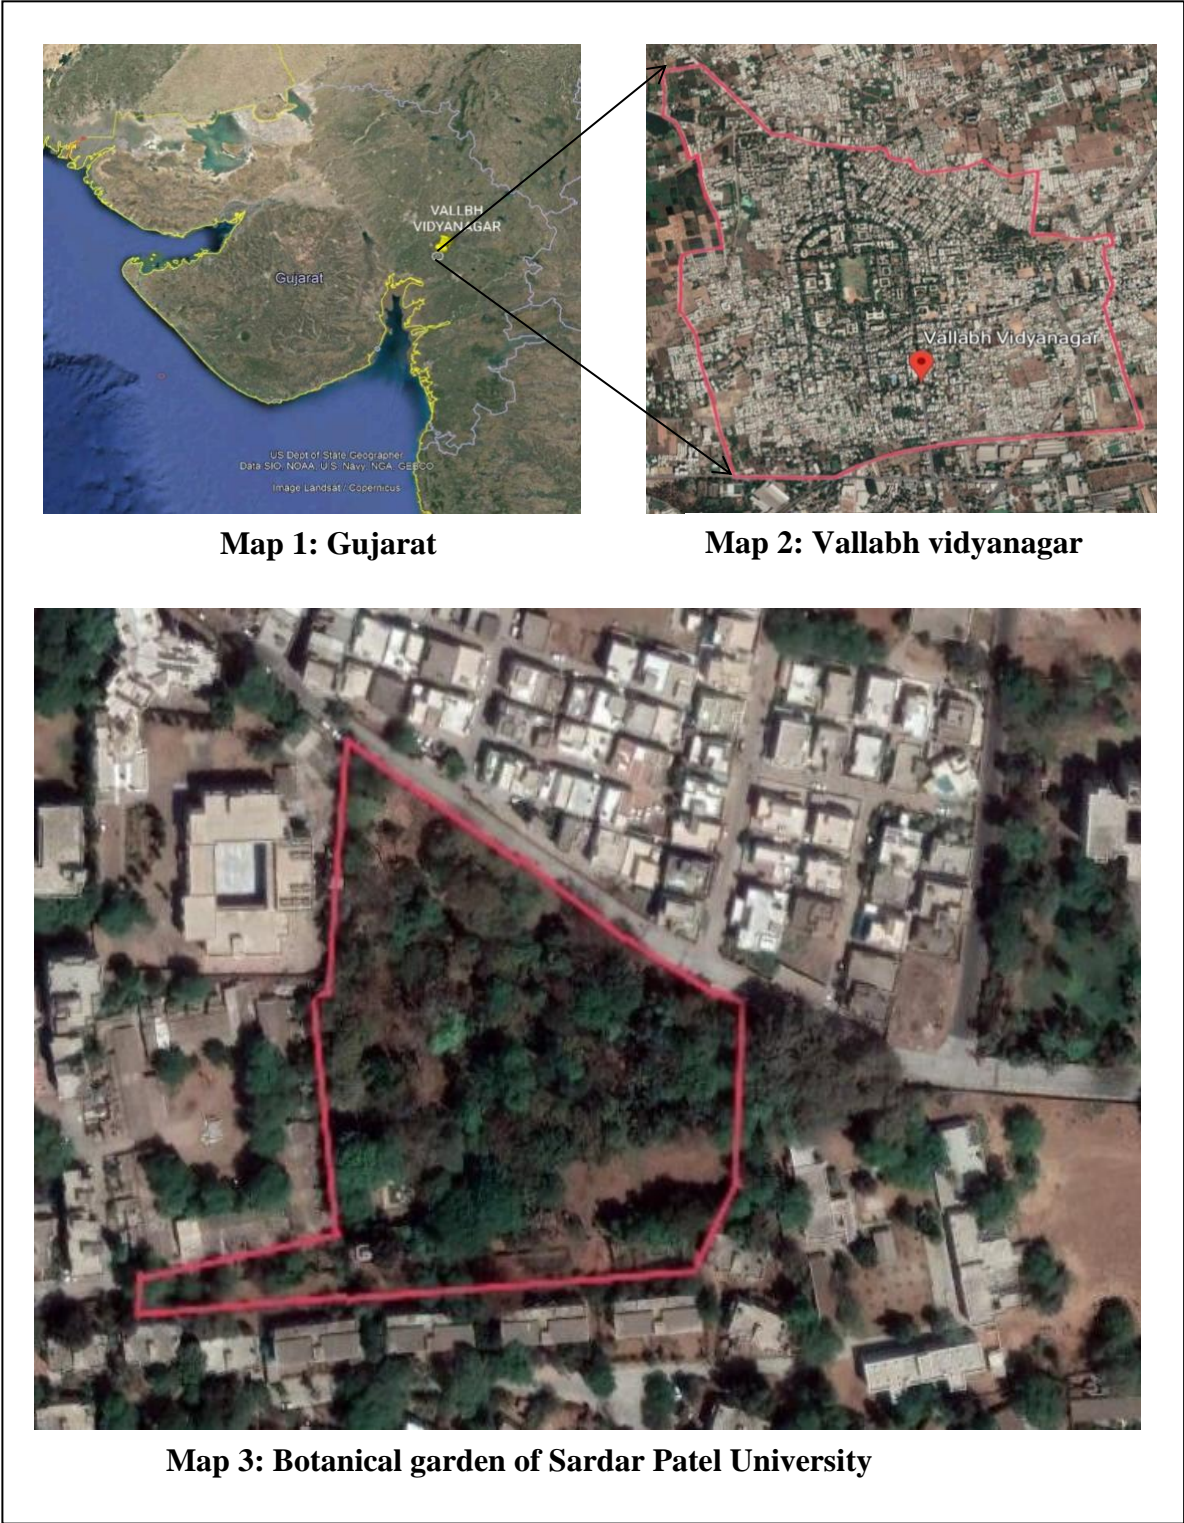 VALLBH
VIDYANAGAR
Gujarat
US Dept of State Geographer
Data SIO, NOAA, U.S. Navy, NGA, GEBCO
Image Landsat / Copernicus
Vallabh Vidyanagar
Map 1: Gujarat
Map 2: Vallabh vidyanagar
G
Map 3: Botanical garden of Sardar Patel University